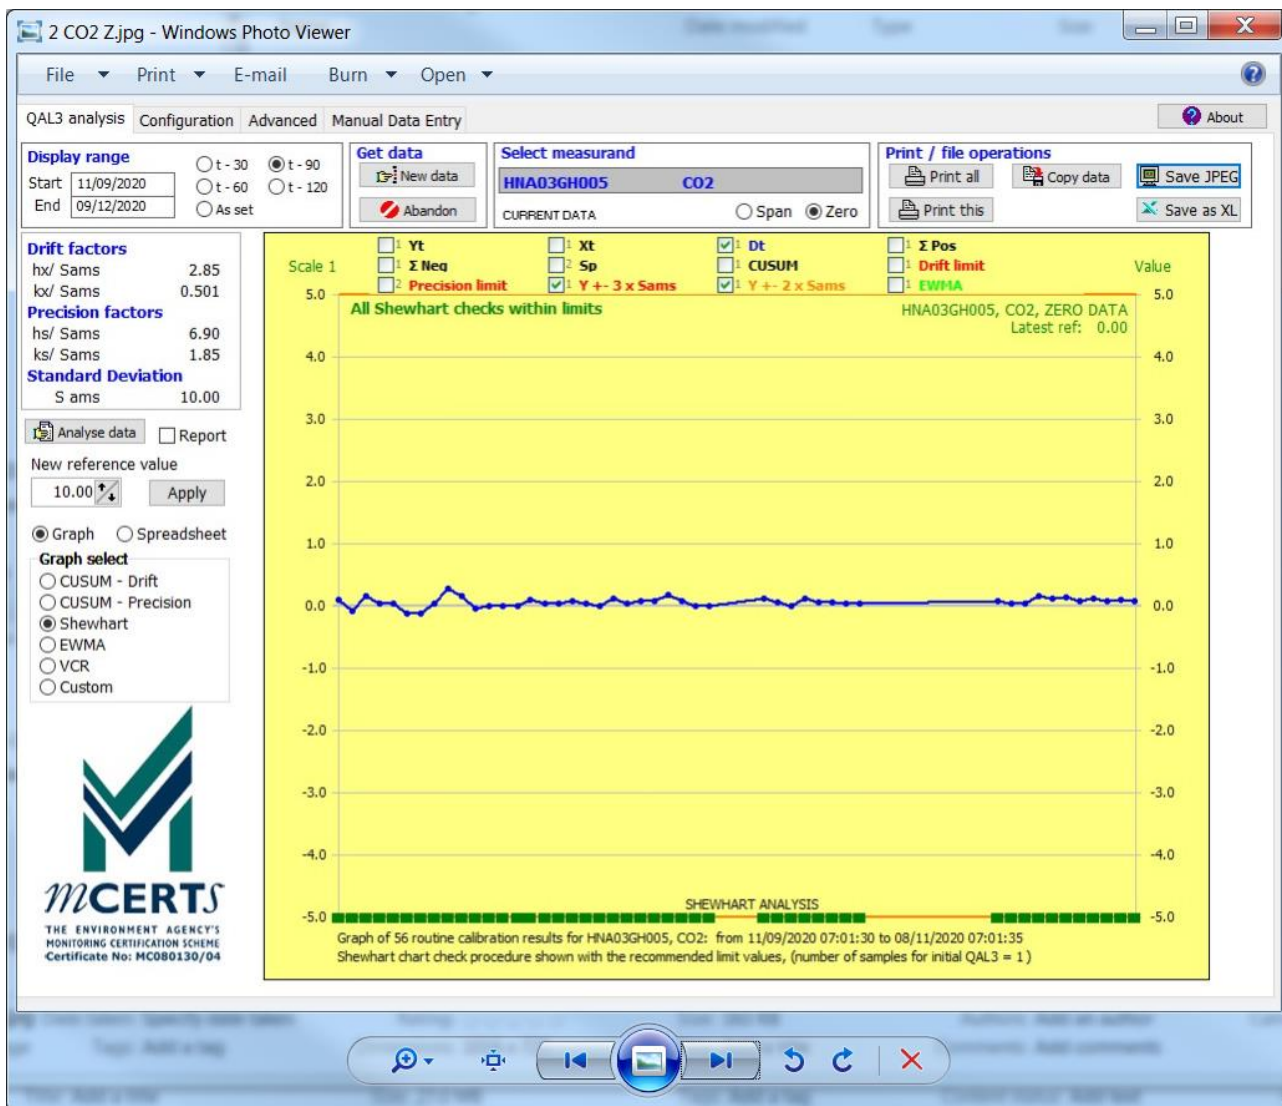 2 CO2 Z.jpg - Windows Photo Viewer
File Print E-mail Burn Open
QAL3 analysis Configuration Advanced Manual Data Entry About
Display range
t - 30 t - 90
Start 11/09/2020 t - 60 t - 120
End 09/12/2020 As set
Get data
New data
Abandon
Select measurand
HNA03GH005 CO2
CURRENT DATA Span Zero
Print / file operations
Print all Copy data Save JPEG
Print this Save as XL
Drift factors
hx/ Sams 2.85
kx/ Sams 0.501
Precision factors
hs/ Sams 6.90
ks/ Sams 1.85
Standard Deviation
S ams 10.00
Analyse data Report
New reference value
10.00 Apply
Graph Spreadsheet
Graph select
CUSUM - Drift
CUSUM - Precision
Shewhart
EWMA
VCR
Custom
mCERTS
THE ENVIRONMENT AGENCY'S
MONITORING CERTIFICATION SCHEME
Certificate No: MC080130/04
1 Yt 1 Xt 1 Dt 1 Σ Pos
Scale 1 1 Σ Neg 2 Sp 1 CUSUM 1 Drift limit Value
2 Precision limit 1 Y +- 3 x Sams 1 Y +- 2 x Sams 1 EWMA
5.0 5.0
All Shewhart checks within limits HNA03GH005, CO2, ZERO DATA
Latest ref: 0.00
4.0 4.0
3.0 3.0
2.0 2.0
1.0 1.0
0.0 0.0
-1.0 -1.0
-2.0 -2.0
-3.0 -3.0
-4.0 -4.0
SHEWHART ANALYSIS
-5.0 -5.0
Graph of 56 routine calibration results for HNA03GH005, CO2: from 11/09/2020 07:01:30 to 08/11/2020 07:01:35
Shewhart chart check procedure shown with the recommended limit values, (number of samples for initial QAL3 = 1 )